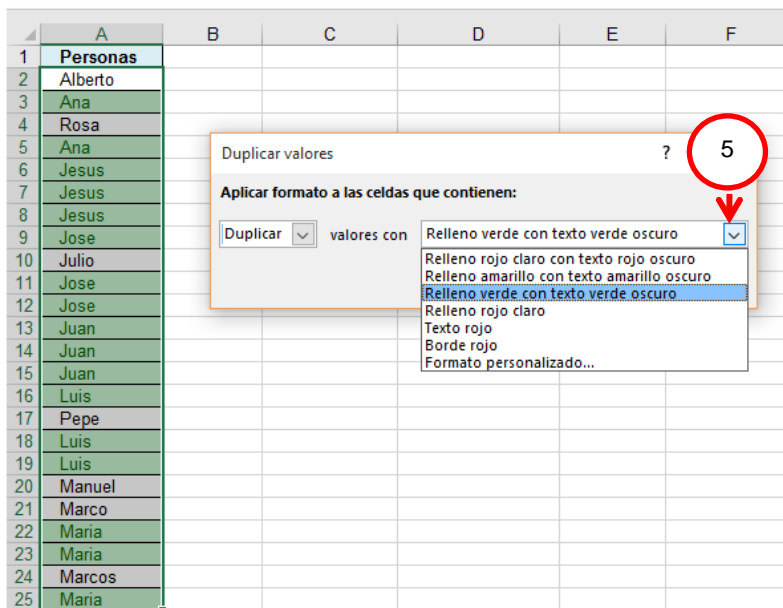 A B C D E F
1 Personas
2 Alberto
3 Ana
4 Rosa
5 Ana
6 Jesus
7 Jesus
8 Jesus
9 Jose
10 Julio
11 Jose
12 Jose
13 Juan
14 Juan
15 Juan
16 Luis
17 Pepe
18 Luis
19 Luis
20 Manuel
21 Marco
22 Maria
23 Maria
24 Marcos
25 Maria
Duplicar valores ?
5
Aplicar formato a las celdas que contienen:
Duplicar valores con Relleno verde con texto verde oscuro
Relleno rojo claro con texto rojo oscuro
Relleno amarillo con texto amarillo oscuro
Relleno verde con texto verde oscuro
Relleno rojo claro
Texto rojo
Borde rojo
Formato personalizado...